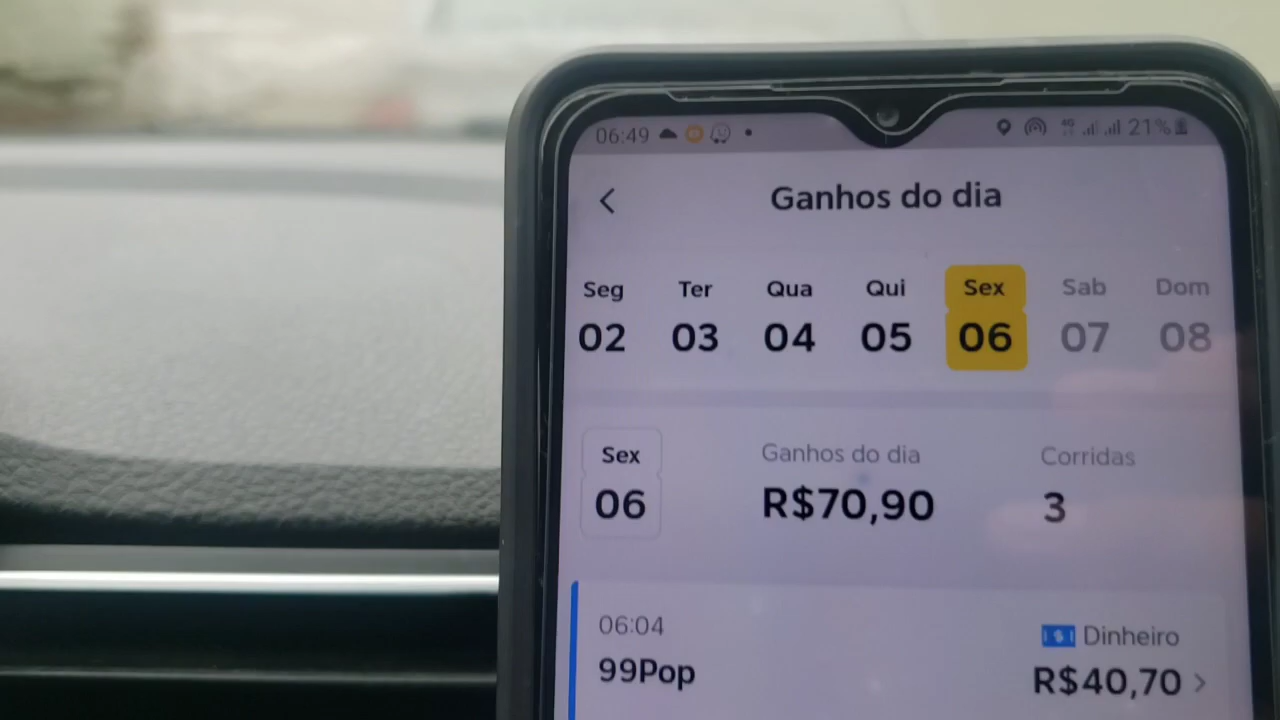 06:49 4G 21%
Ganhos do dia
Seg Ter Qua Qui Sex Sab Dom
02 03 04 05 06 07 08
Sex Ganhos do dia Corridas
06 R$70,90 3
06:04 Dinheiro
99Pop R$40,70